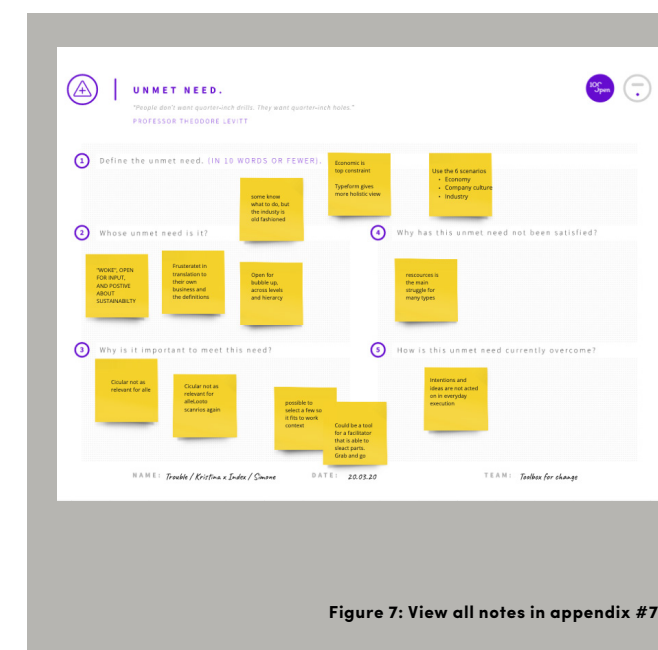 UNMET NEED.
"People don't want quarter-inch drills. They want quarter-inch holes."
PROFESSOR THEODORE LEVITT
IDC
Open
1 Define the unmet need. (IN 10 WORDS OR FEWER).
Economic is
top constraint
Typeform gives
more holistic view
Use the 6 scenarios
• Economy
• Company culture
• Industry
some know
what to do, but
the industy is
old fashioned
2 Whose unmet need is it?
"WOKE", OPEN
FOR INPUT,
AND POSTIVE
ABOUT
SUSTAINABILTY
Frusteratet in
translation to
their own
business and
the definitions
Open for
bubble up,
across levels
and hierarcy
4 Why has this unmet need not been satisfied?
rescources is
the main
struggle for
many types
3 Why is it important to meet this need?
Cicular not as
relevant for alle
Cicular not as
relevant for
alleLooto
scanrios again
possible to
select a few so
it fits to work
context
Could be a tool
for a facilitator
that is able to
sleact parts.
Grab and go
5 How is this unmet need currently overcome?
Intentions and
ideas are not acted
on in everyday
execution
NAME: Trouble / Kristina x Index / Simone
DATE: 20.03.20
TEAM: Toolbox for change
Figure 7: View all notes in appendix #7